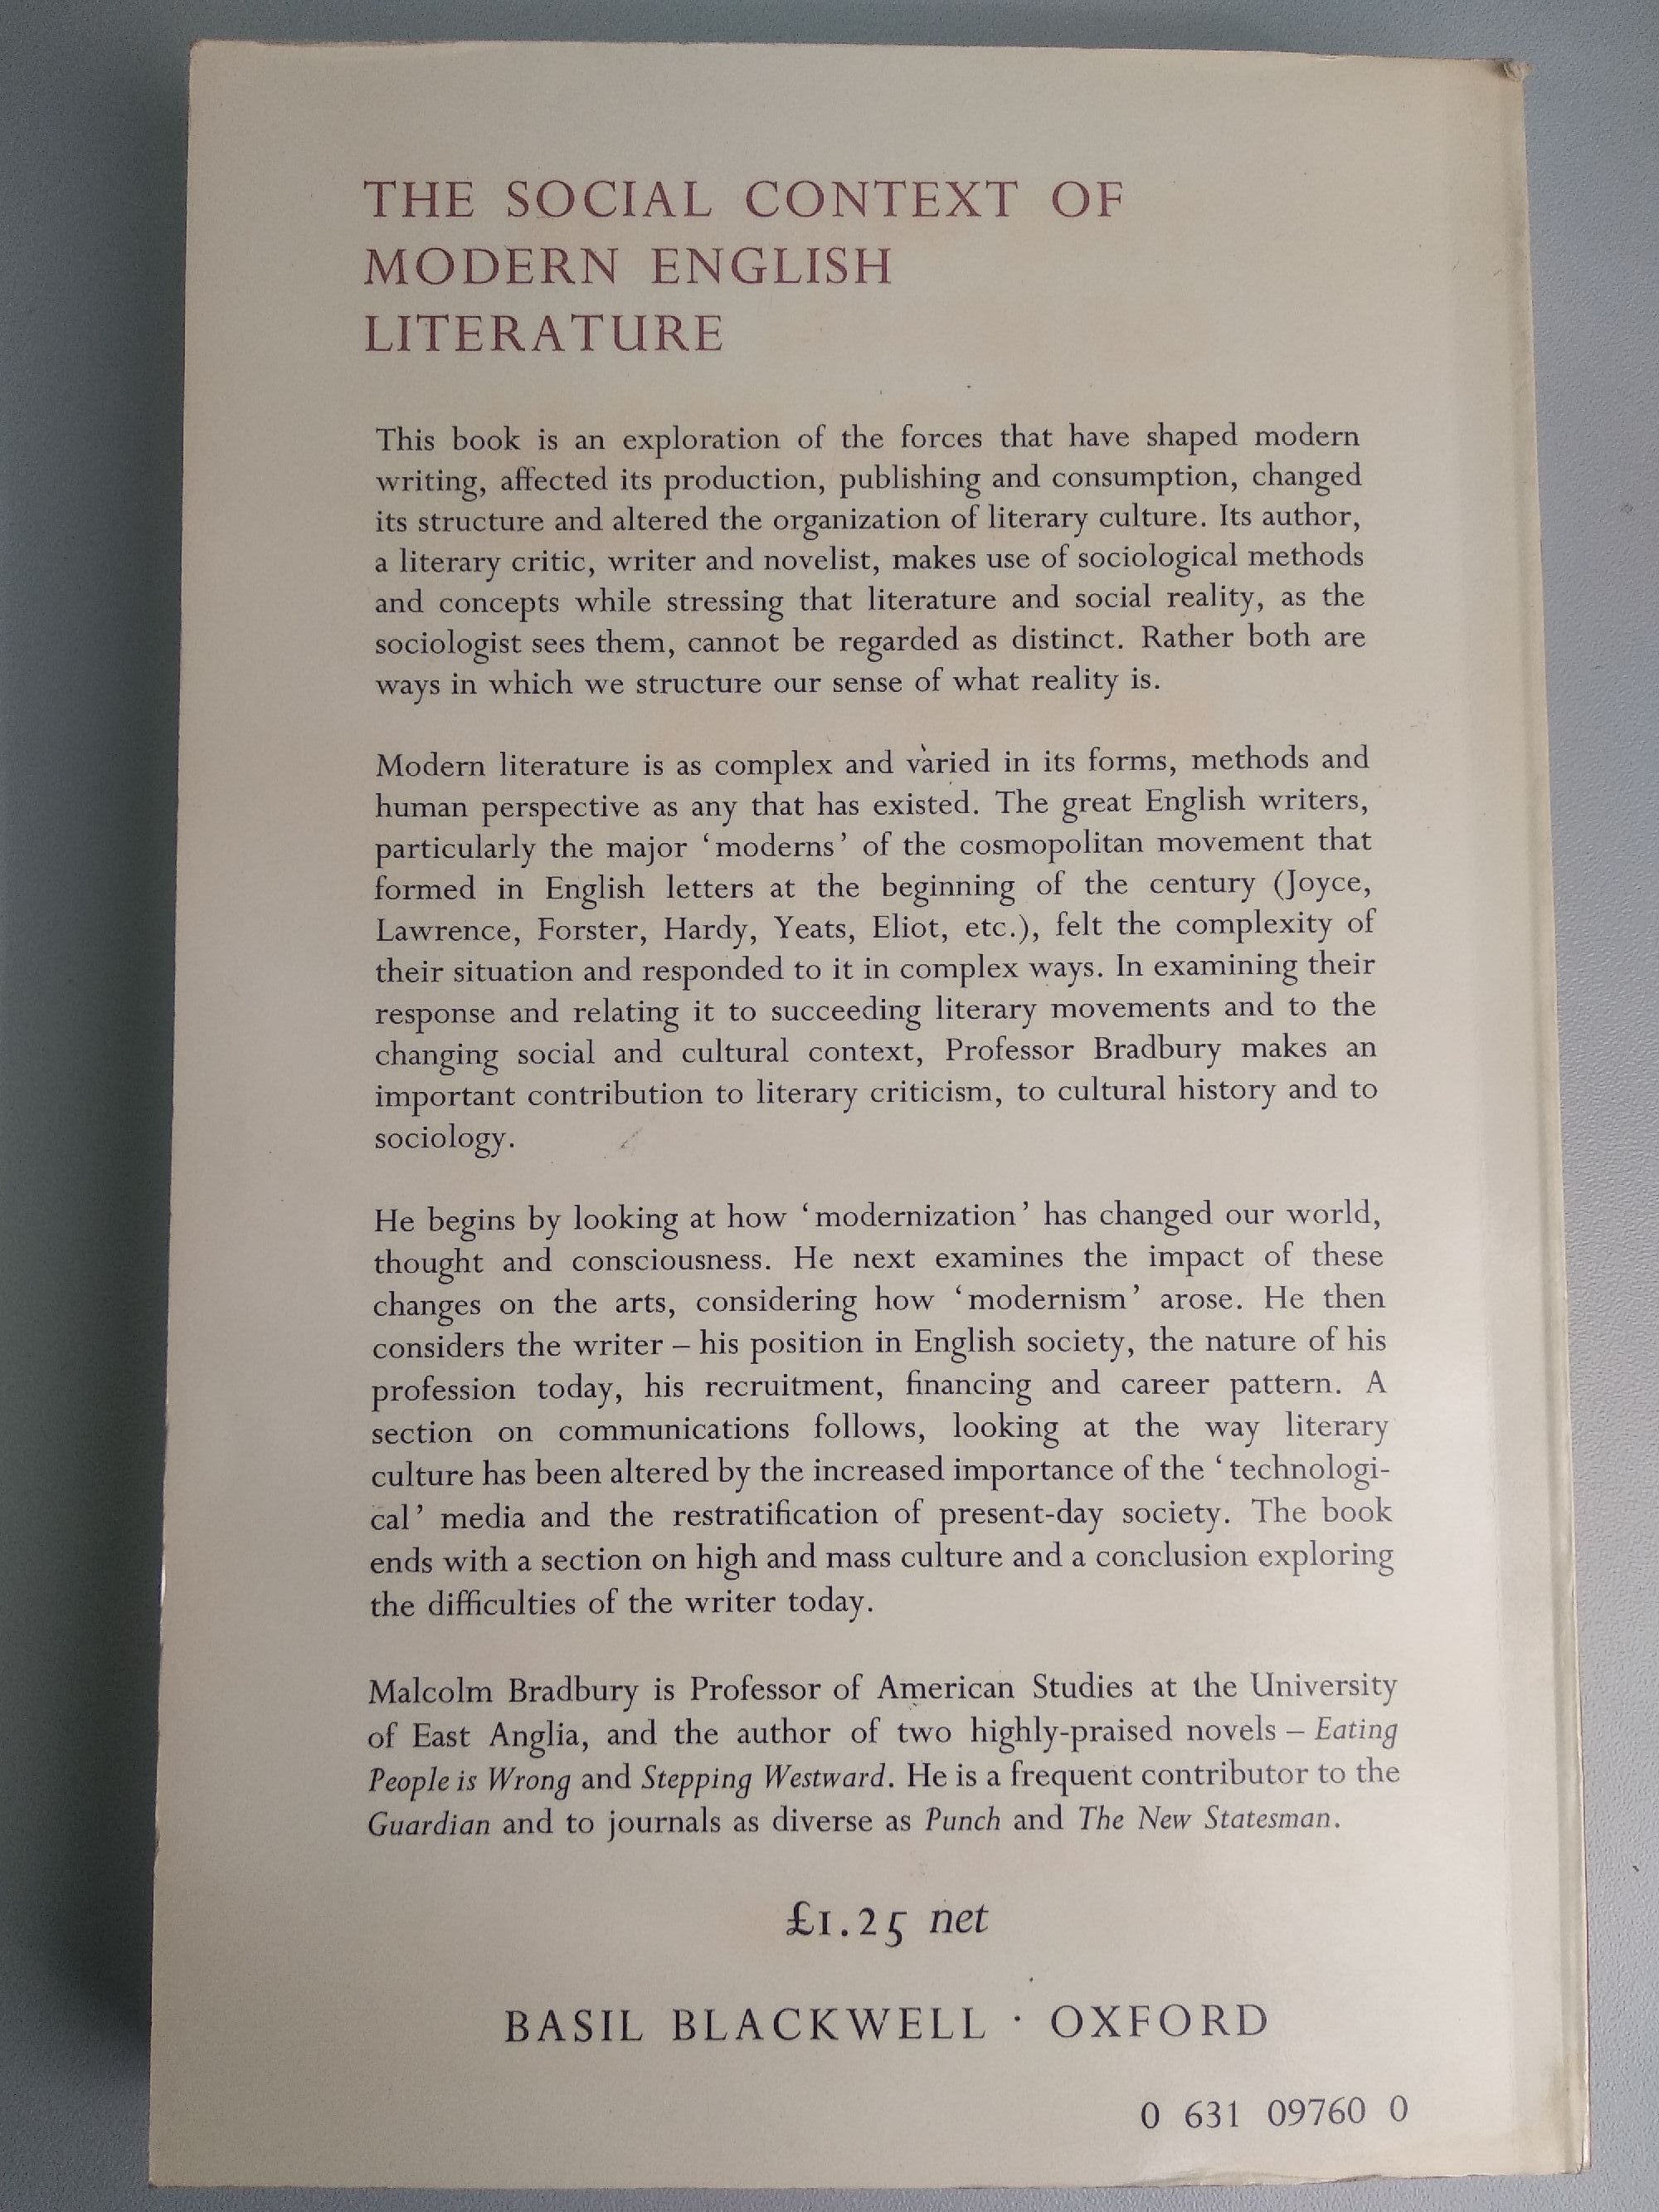 THE SOCIAL CONTEXT OF
MODERN ENGLISH
LITERATURE
This book is an exploration of the forces that have shaped modern
writing, affected its production, publishing and consumption, changed
its structure and altered the organization of literary culture. Its author,
a literary critic, writer and novelist, makes use of sociological methods
and concepts while stressing that literature and social reality, as the
sociologist sees them, cannot be regarded as distinct. Rather both are
ways in which we structure our sense of what reality is.
Modern literature is as complex and varied in its forms, methods and
human perspective as any that has existed. The great English writers,
particularly the major ‘moderns’ of the cosmopolitan movement that
formed in English letters at the beginning of the century (Joyce,
Lawrence, Forster, Hardy, Yeats, Eliot, etc.), felt the complexity of
their situation and responded to it in complex ways. In examining their
response and relating it to succeeding literary movements and to the
changing social and cultural context, Professor Bradbury makes an
important contribution to literary criticism, to cultural history and to
sociology.
He begins by looking at how ‘modernization’ has changed our world,
thought and consciousness. He next examines the impact of these
changes on the arts, considering how ‘modernism’ arose. He then
considers the writer – his position in English society, the nature of his
profession today, his recruitment, financing and career pattern. A
section on communications follows, looking at the way literary
culture has been altered by the increased importance of the ‘technologi-
cal’ media and the restratification of present-day society. The book
ends with a section on high and mass culture and a conclusion exploring
the difficulties of the writer today.
Malcolm Bradbury is Professor of American Studies at the University
of East Anglia, and the author of two highly-praised novels – Eating
People is Wrong and Stepping Westward. He is a frequent contributor to the
Guardian and to journals as diverse as Punch and The New Statesman.
£1.25 net
BASIL BLACKWELL · OXFORD
0 631 09760 0